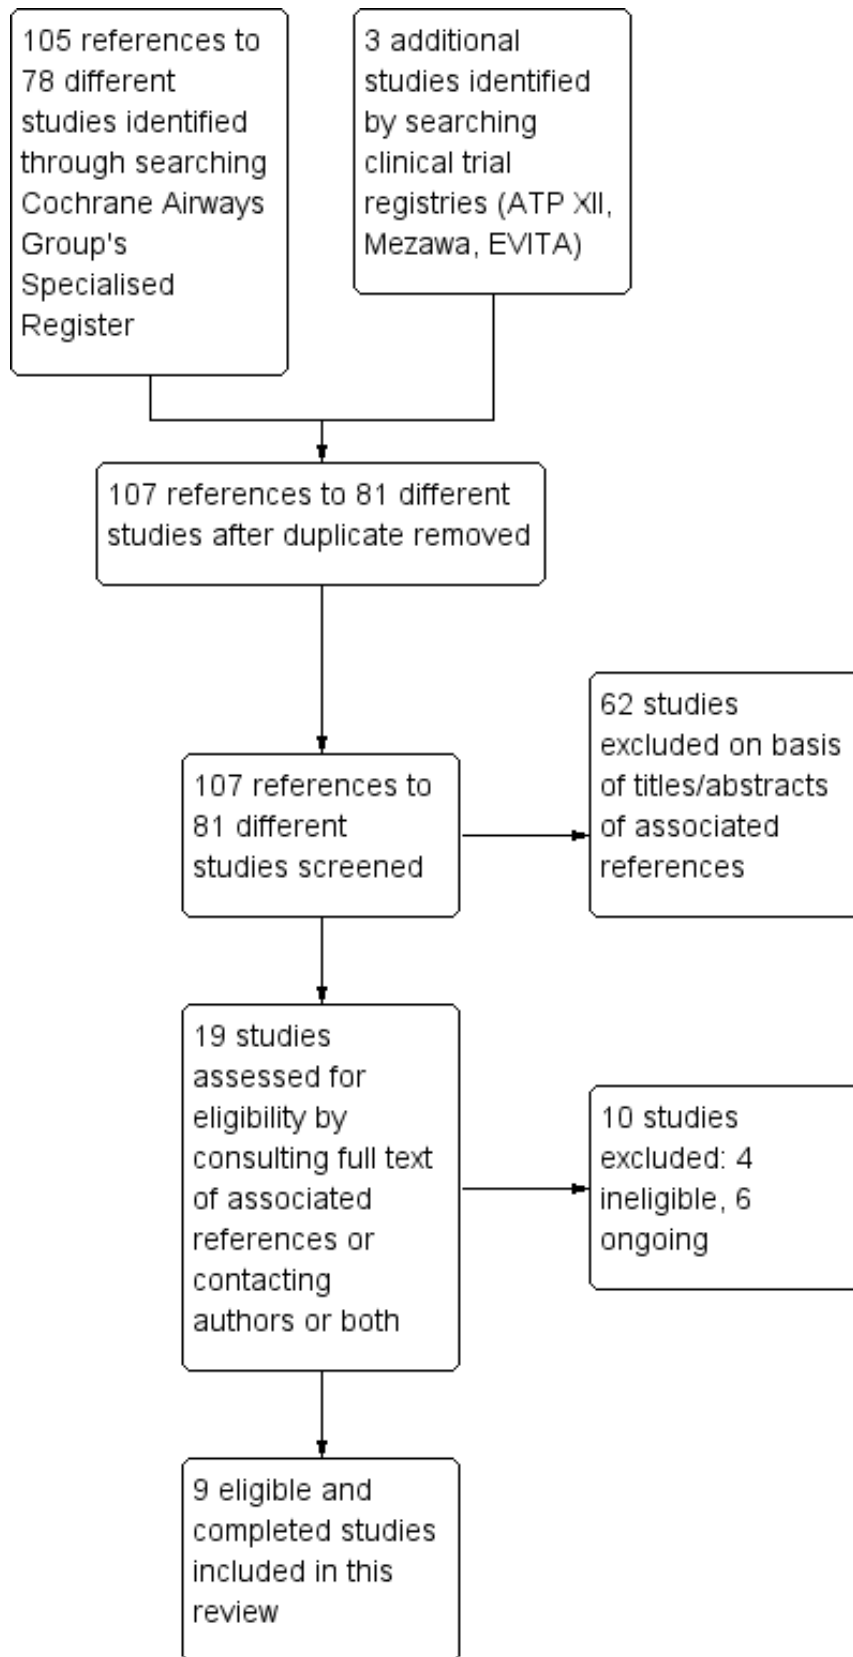 105 references to
78 different
studies identified
through searching
Cochrane Airways
Group's
Specialised
Register
3 additional
studies identified
by searching
clinical trial
registries (ATP XII,
Mezawa, EVITA)
107 references to 81 different
studies after duplicate removed
107 references to
81 different
studies screened
62 studies
excluded on basis
of titles/abstracts
of associated
references
19 studies
assessed for
eligibility by
consulting full text
of associated
references or
contacting
authors or both
10 studies
excluded: 4
ineligible, 6
ongoing
9 eligible and
completed studies
included in this
review